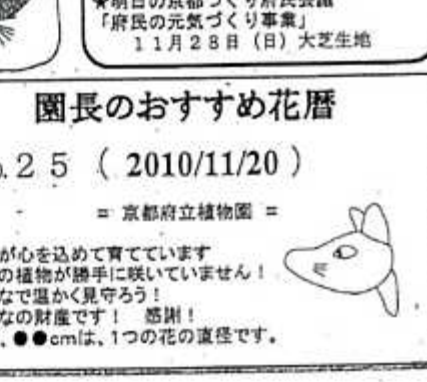 ★明日の京都づくり府民会議
「府民の元気づくり事業」
11月28日(日)大芝生地
園長のおすすめ花暦
.25 ( 2010/11/20 )
= 京都府立植物園 =
が心を込めて育てています
の植物が勝手に咲いていません!
なで温かく見守ろう!
なの財産です! 感謝!
、●●cmは、1つの花の直径です。